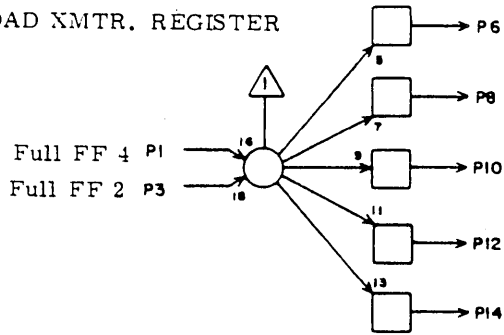 OAD XMTR. REGISTER
P6
5
1
P8
7
16
Full FF 4 P1
9
P10
Full FF 2 P3
18
11
P12
13
P14